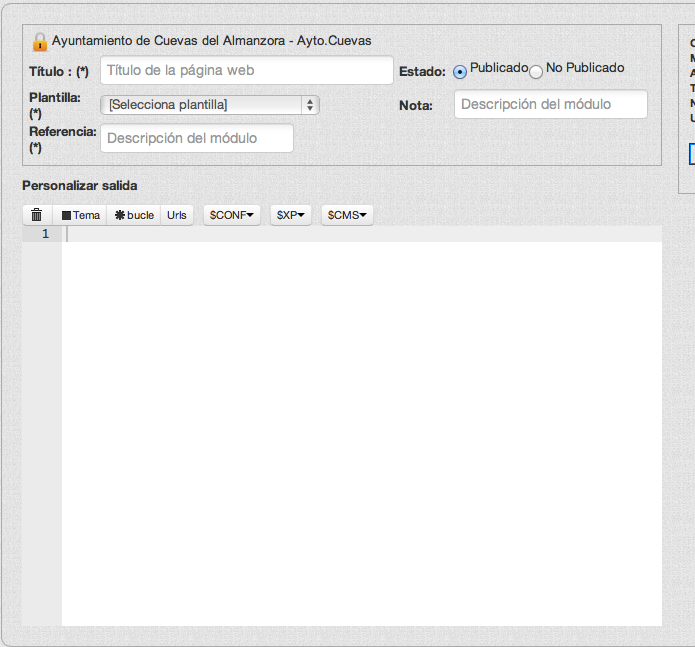 Ayuntamiento de Cuevas del Almanzora - Ayto.Cuevas
Título : (*) Título de la página web Estado: Publicado No Publicado
Plantilla: (*) [Selecciona plantilla] Nota: Descripción del módulo
Referencia: (*) Descripción del módulo
Personalizar salida
Tema bucle Urls $CONF $XP $CMS
1